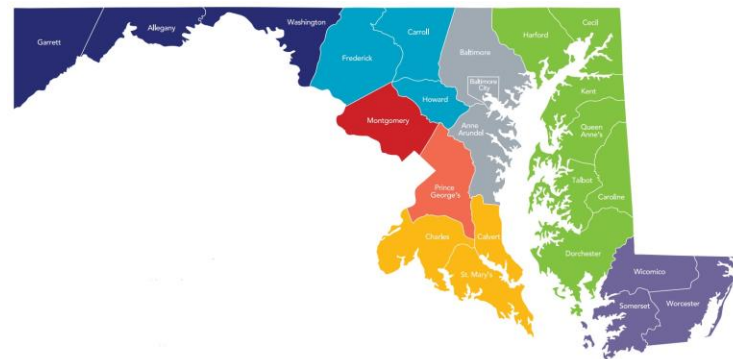 Garrett
Allegany
Washington
Frederick
Carroll
Baltimore
Baltimore
City
Harford
Cecil
Howard
Montgomery
Anne
Arundel
Kent
Queen
Anne's
Talbot
Caroline
Prince
George's
Charles
Calvert
St. Mary's
Dorchester
Wicomico
Somerset
Worcester